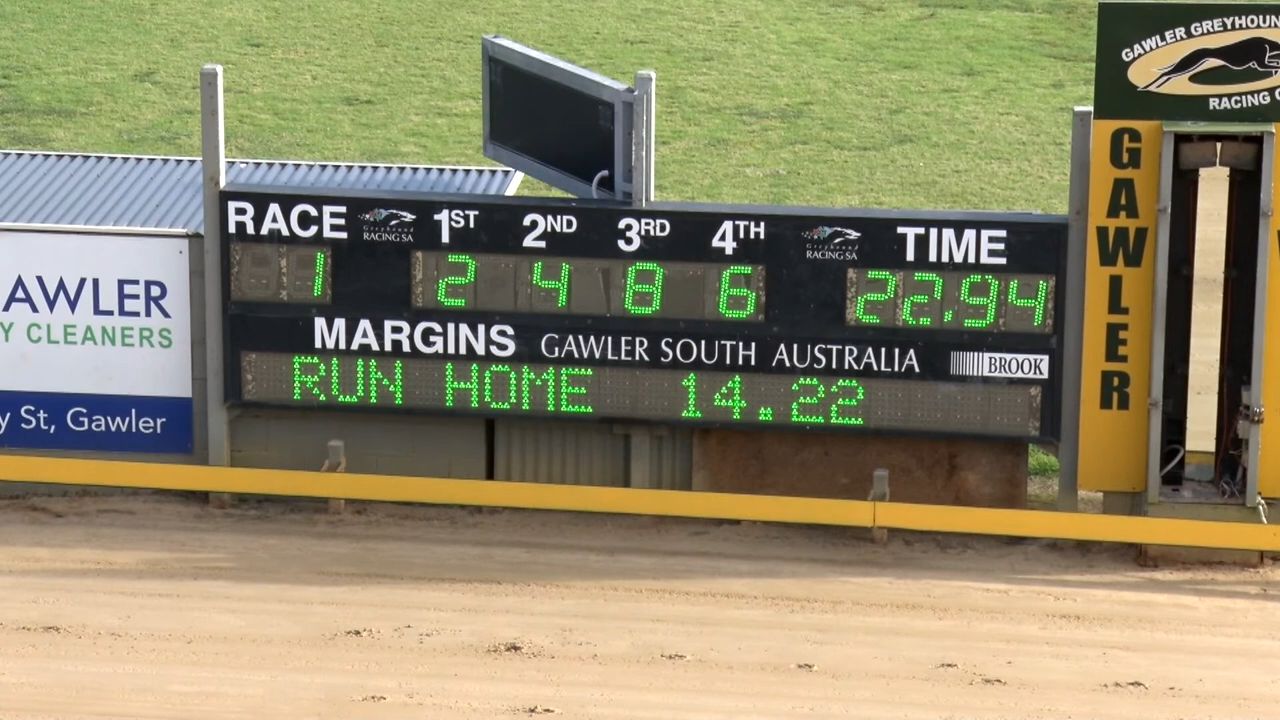 GAWLER GREYHOUN
RACING
RACE
Greyhound
RACING SA
1ST 2ND 3RD 4TH
Greyhound
RACING SA
TIME
1 2 4 8 6 22.94
MARGINS GAWLER SOUTH AUSTRALIA BROOK
RUN HOME 14.22
AWLER
Y CLEANERS
y St, Gawler
GAWLER